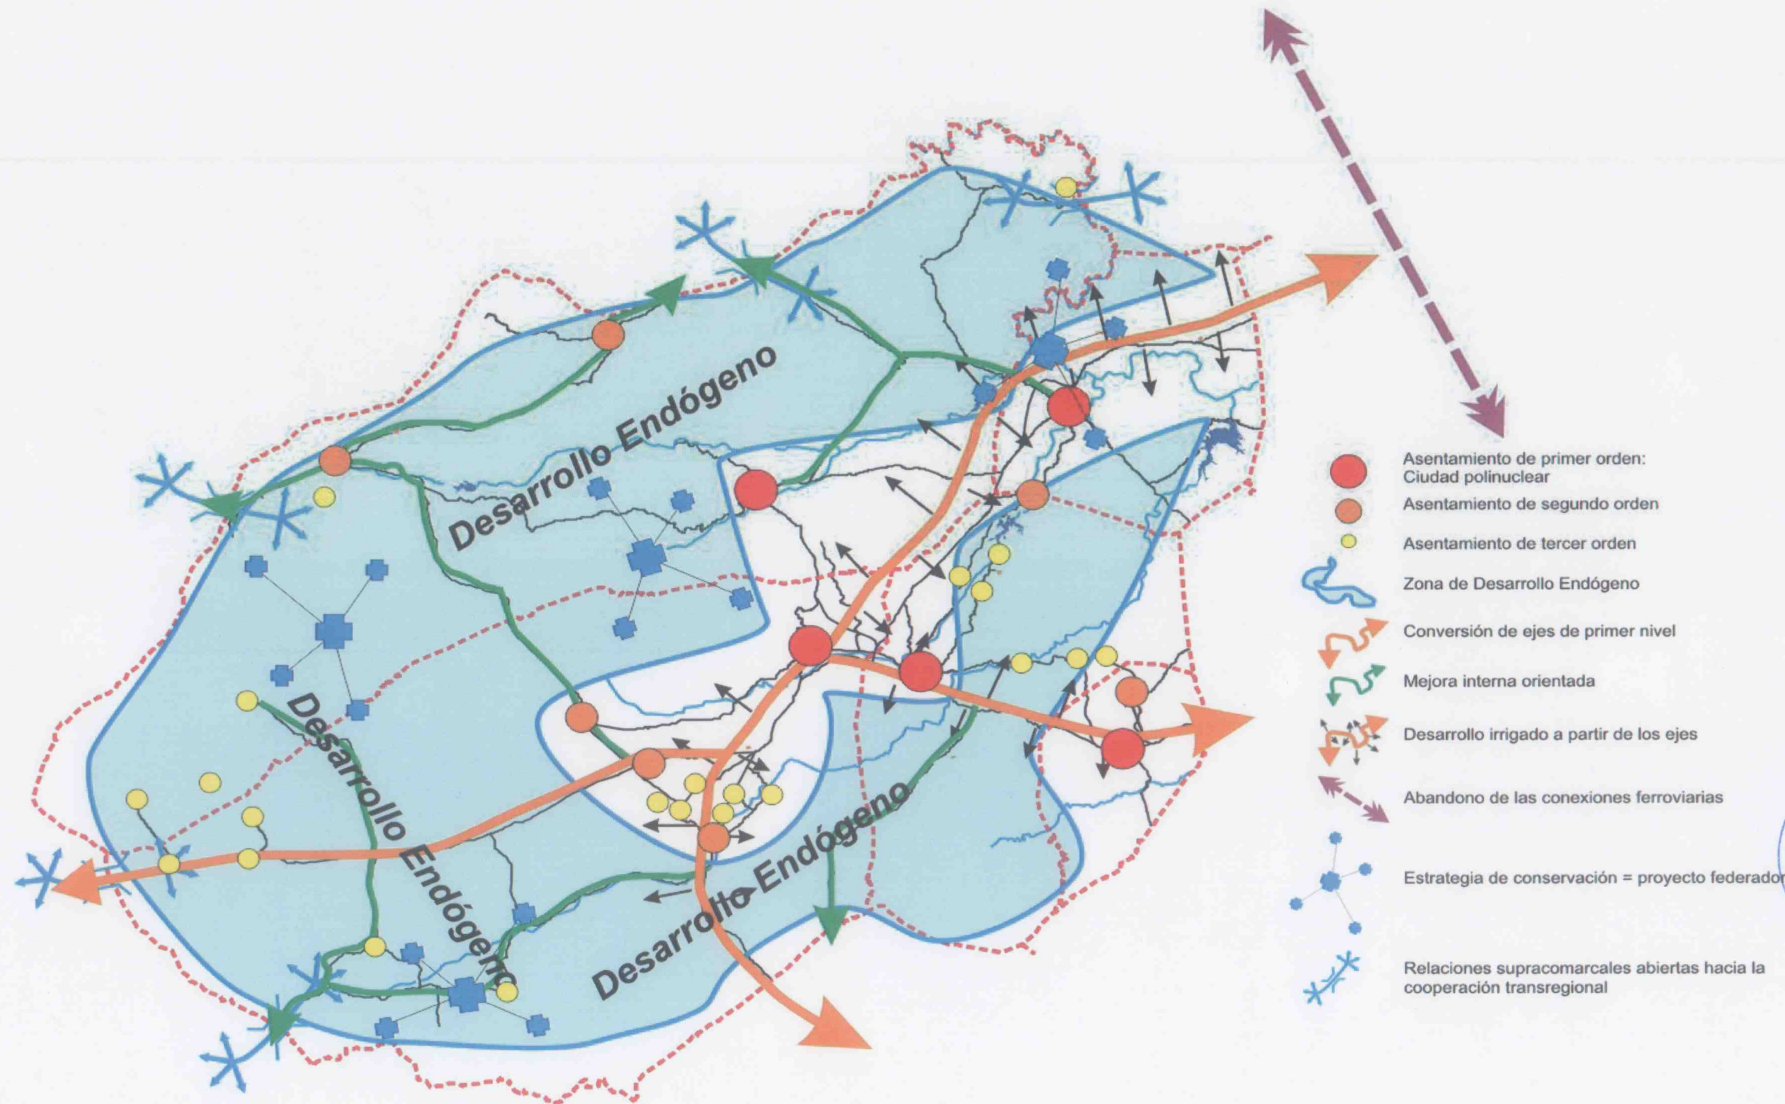 Desarrollo Endógeno
Desarrollo Endógeno
Desarrollo Endógeno
Asentamiento de primer orden:
Ciudad polinuclear
Asentamiento de segundo orden
Asentamiento de tercer orden
Zona de Desarrollo Endógeno
Conversión de ejes de primer nivel
Mejora interna orientada
Desarrollo irrigado a partir de los ejes
Abandono de las conexiones ferroviarias
Estrategia de conservación = proyecto federador
Relaciones supracomarcales abiertas hacia la
cooperación transregional